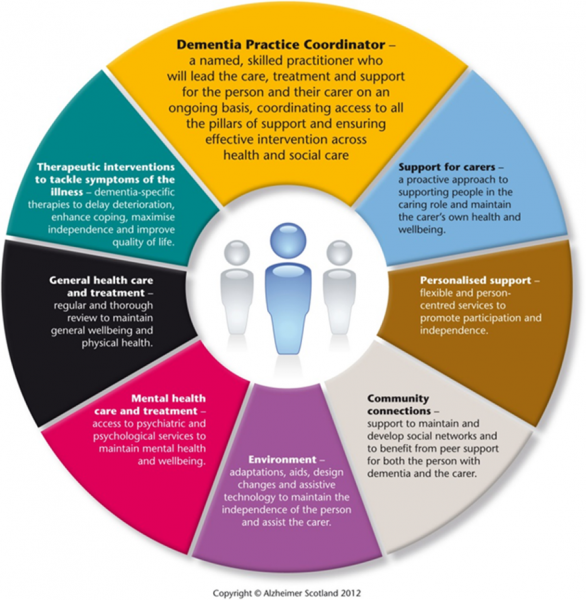 Dementia Practice Coordinator –
a named, skilled practitioner who
will lead the care, treatment and support
for the person and their carer on an
ongoing basis, coordinating access to all
the pillars of support and ensuring
effective intervention across
health and social care
Support for carers –
a proactive approach to
supporting people in the
caring role and maintain
the carer's own health and
wellbeing.
Personalised support –
flexible and person-
centred services to
promote participation and
independence.
Community
connections –
support to maintain and
develop social networks and
to benefit from peer support
for both the person with
dementia and the carer.
Environment –
adaptations, aids, design
changes and assistive
technology to maintain the
independence of the person
and assist the carer.
Mental health
care and treatment –
access to psychiatric and
psychological services to
maintain mental health
and wellbeing.
General health care
and treatment –
regular and thorough
review to maintain
general wellbeing and
physical health.
Therapeutic interventions
to tackle symptoms of the
illness – dementia-specific
therapies to delay deterioration,
enhance coping, maximise
independence and improve
quality of life.
Copyright © Alzheimer Scotland 2012